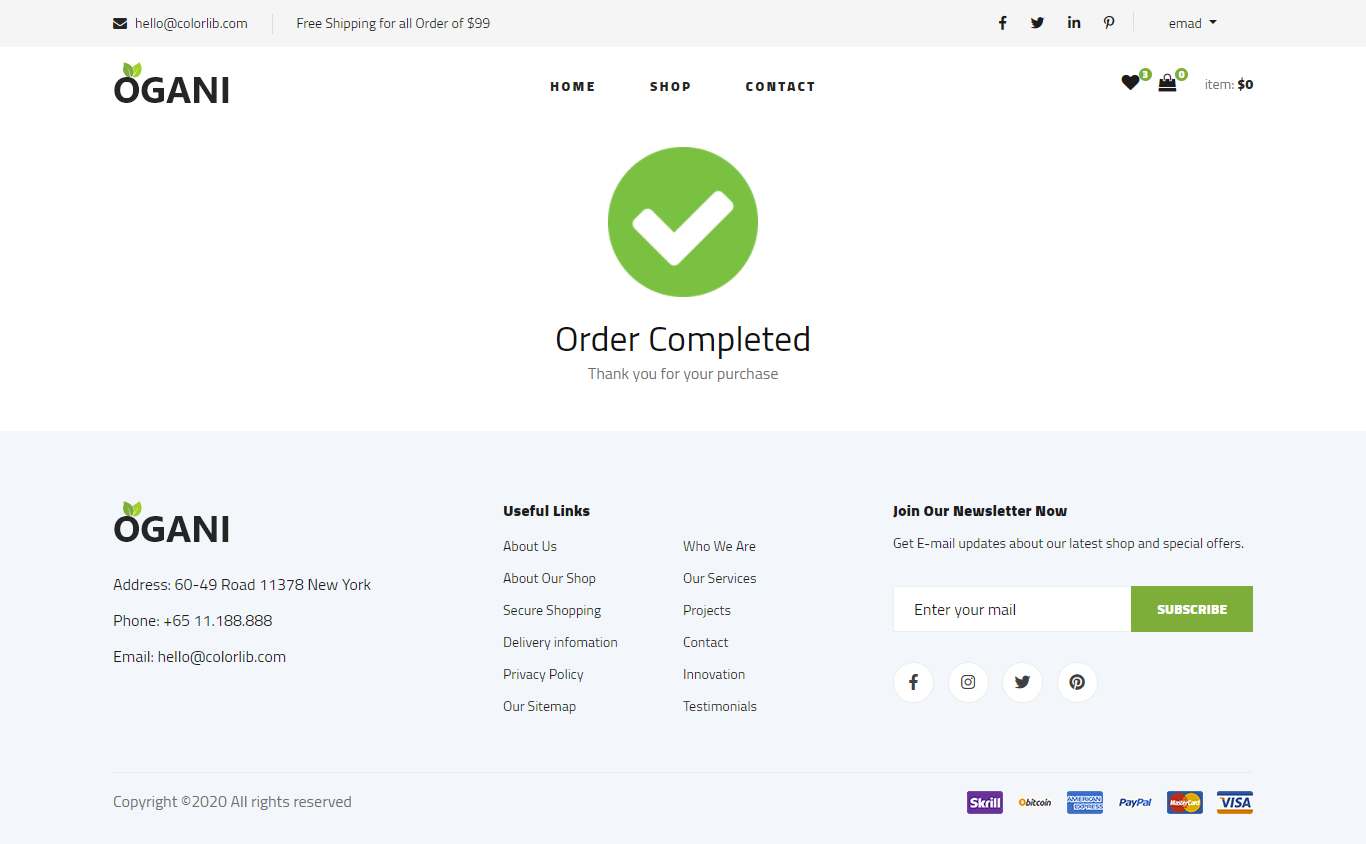 hello@colorlib.com Free Shipping for all Order of $99 emad
OGANI HOME SHOP CONTACT 3 0 item: $0
Order Completed
Thank you for your purchase
OGANI
Address: 60-49 Road 11378 New York
Phone: +65 11.188.888
Email: hello@colorlib.com
Useful Links
About Us
About Our Shop
Secure Shopping
Delivery infomation
Privacy Policy
Our Sitemap
Who We Are
Our Services
Projects
Contact
Innovation
Testimonials
Join Our Newsletter Now
Get E-mail updates about our latest shop and special offers.
Enter your mail SUBSCRIBE
Copyright ©2020 All rights reserved Skrill bitcoin AMERICAN EXPRESS PayPal MasterCard VISA